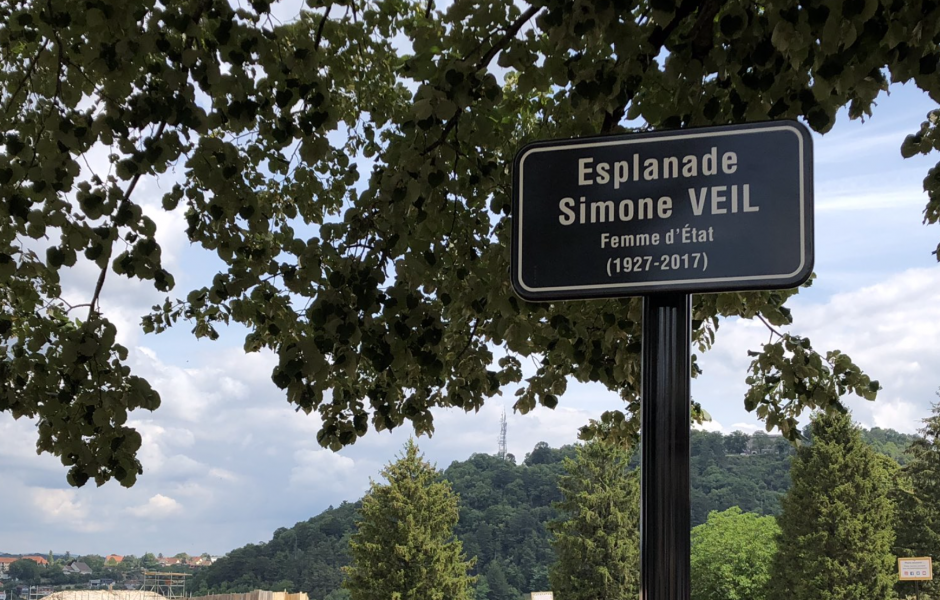 Esplanade
Simone VEIL
Femme d'État
(1927-2017)